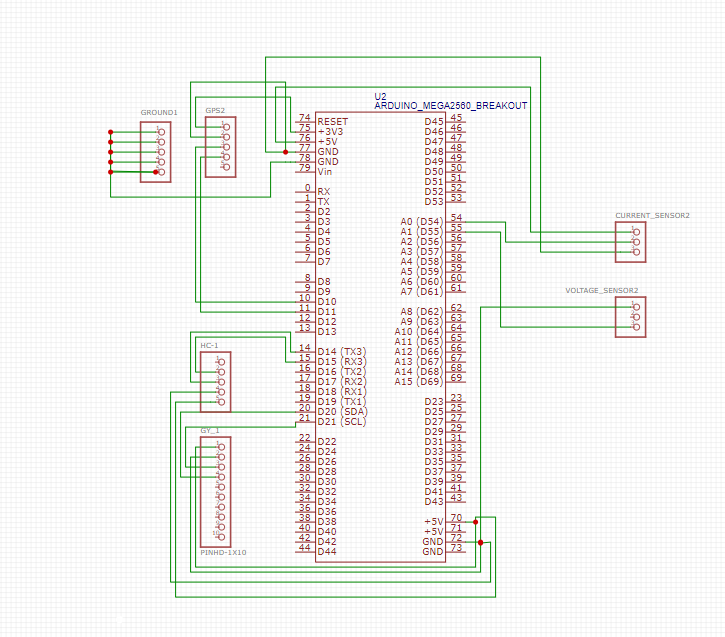 U2
ARDUINO_MEGA2560_BREAKOUT
GROUND1
GPS2
74 RESET
75 +3V3
76 +5V
77 GND
78 GND
79 Vin
0 RX
1 TX
2 D2
3 D3
4 D4
5 D5
6 D6
7 D7
8 D8
9 D9
10 D10
11 D11
12 D12
13 D13
14 D14 (TX3)
15 D15 (RX3)
16 D16 (TX2)
17 D17 (RX2)
18 D18 (RX1)
19 D19 (TX1)
20 D20 (SDA)
21 D21 (SCL)
22 D22
24 D24
26 D26
28 D28
30 D30
32 D32
34 D34
36 D36
38 D38
40 D40
42 D42
44 D44
D45 45
D46 46
D47 47
D48 48
D49 49
D50 50
D51 51
D52 52
D53 53
A0 (D54) 54
A1 (D55) 55
A2 (D56) 56
A3 (D57) 57
A4 (D58) 58
A5 (D59) 59
A6 (D60) 60
A7 (D61) 61
A8 (D62) 62
A9 (D63) 63
A10 (D64) 64
A11 (D65) 65
A12 (D66) 66
A13 (D67) 67
A14 (D68) 68
A15 (D69) 69
D23 23
D25 25
D27 27
D29 29
D31 31
D33 33
D35 35
D37 37
D39 39
D41 41
D43 43
+5V 70
+5V 71
GND 72
GND 73
CURRENT_SENSOR2
VOLTAGE_SENSOR2
HC-1
GY_1
PINHD-1X10